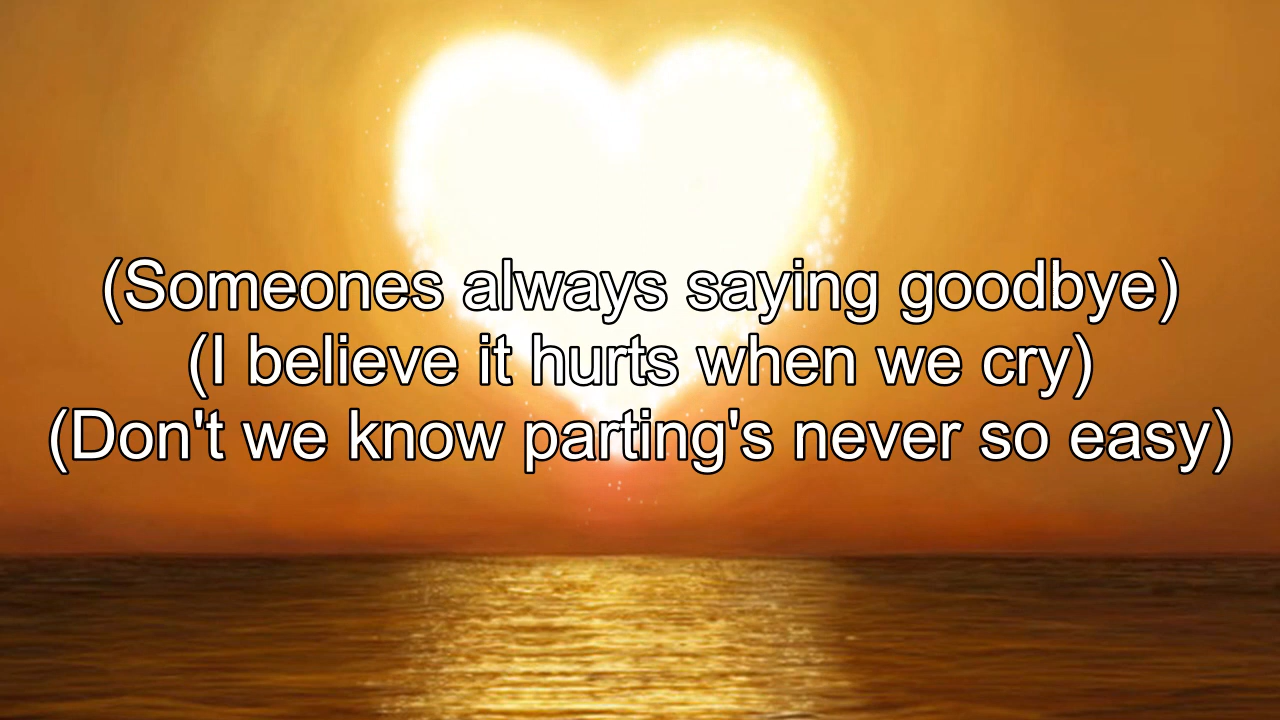 (Someones always saying goodbye)
(I believe it hurts when we cry)
(Don't we know parting's never so easy)